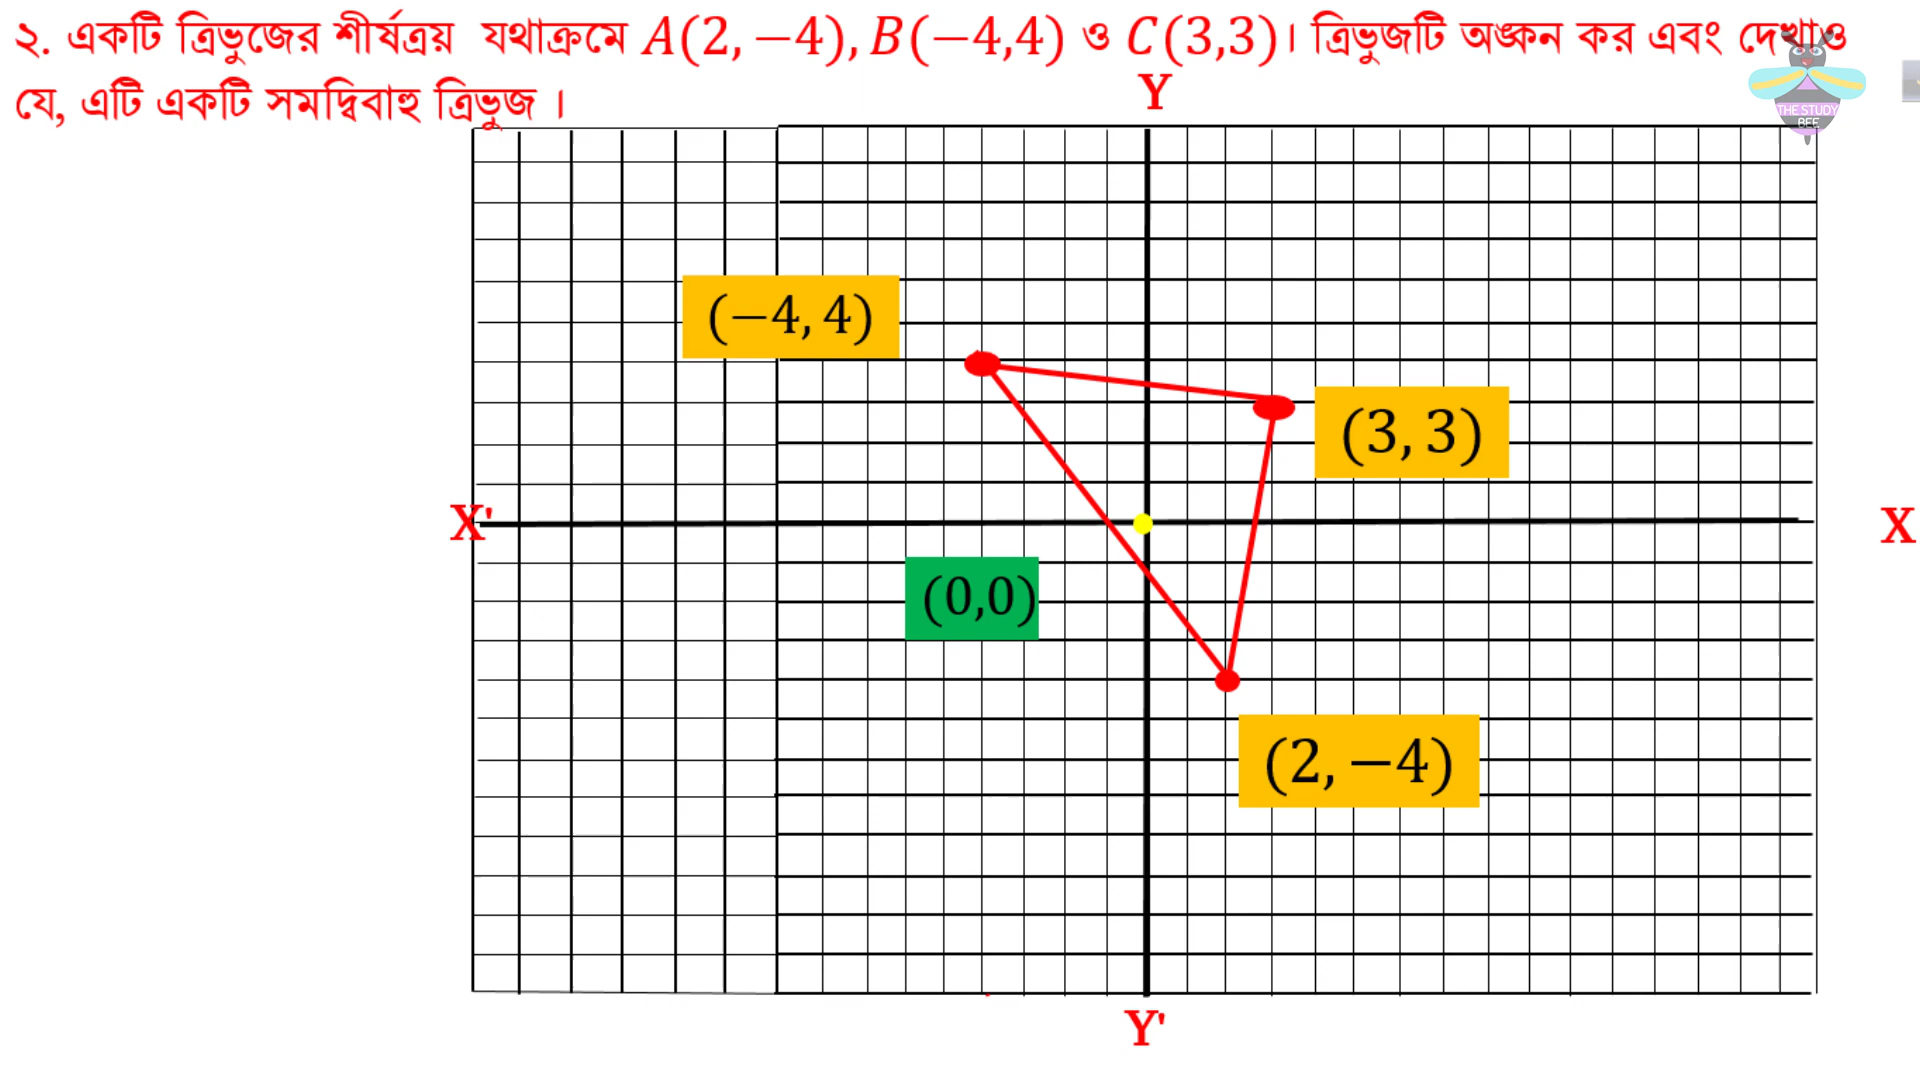 ২. একটি ত্রিভুজের শীর্ষত্রয় যথাক্রমে A(2, −4), B(−4,4) ও C(3,3)। ত্রিভুজটি অঙ্কন কর এবং দেখাও
যে, এটি একটি সমদ্বিবাহু ত্রিভুজ ।
Y
THE STUDY
BEE
(−4, 4)
(3, 3)
X'
X
(0,0)
(2, −4)
Y'